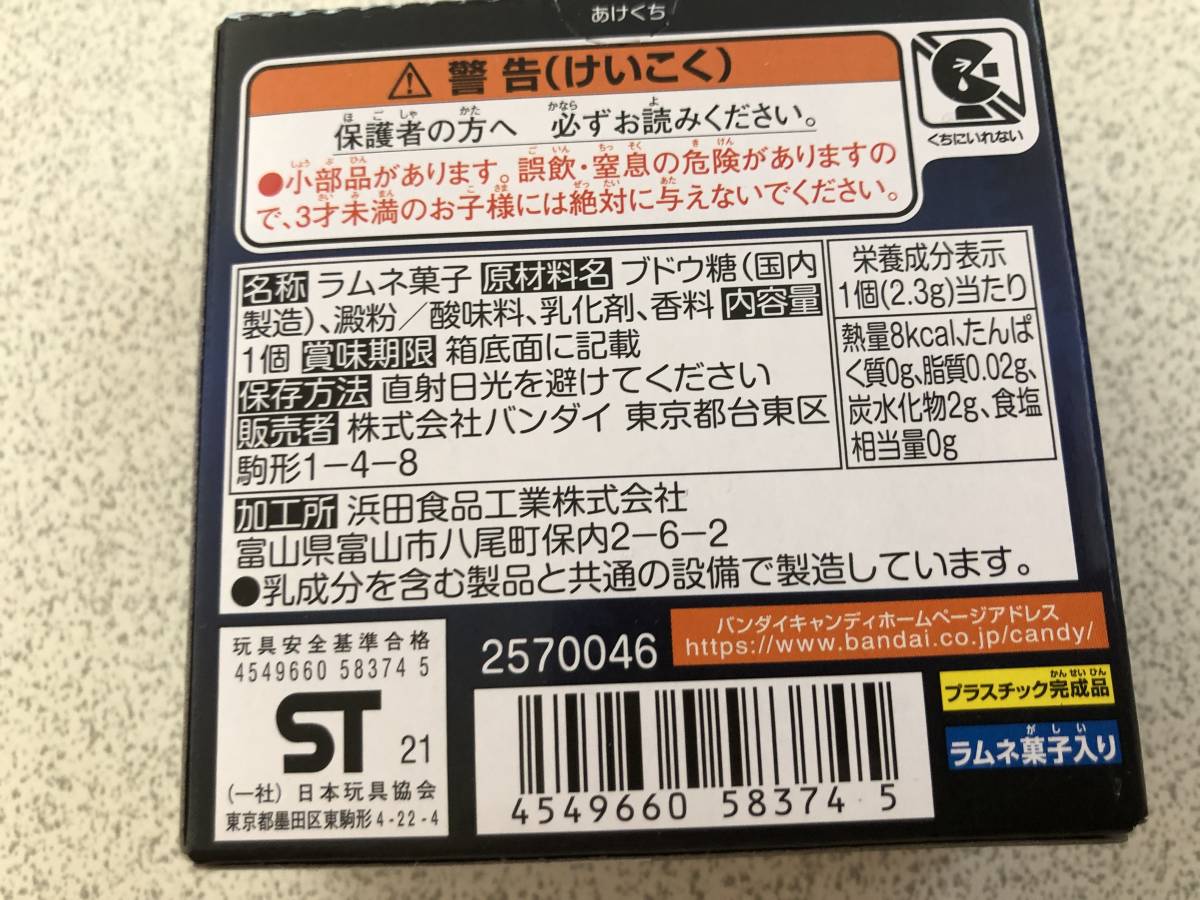 あけくち
⚠警告(けいこく)
保護者の方へ 必ずお読みください。
くちにいれない
●小部品があります。誤飲・窒息の危険がありますの
で、3才未満のお子様には絶対に与えないでください。
名称 ラムネ菓子 原材料名 ブドウ糖(国内
製造)、澱粉/酸味料、乳化剤、香料 内容量
1個 賞味期限 箱底面に記載
保存方法 直射日光を避けてください
販売者 株式会社バンダイ 東京都台東区
駒形1-4-8
栄養成分表示
1個(2.3g)当たり
熱量8kcal、たんぱ
く質0g、脂質0.02g、
炭水化物2g、食塩
相当量0g
加工所 浜田食品工業株式会社
富山県富山市八尾町保内2-6-2
●乳成分を含む製品と共通の設備で製造しています。
玩具安全基準合格
4549660 58374 5
ST 21
(一社) 日本玩具協会
東京都墨田区東駒形4-22-4
2570046
バンダイキャンディホームページアドレス
https://www.bandai.co.jp/candy/
プラスチック完成品
ラムネ菓子入り
4549660 58374 5